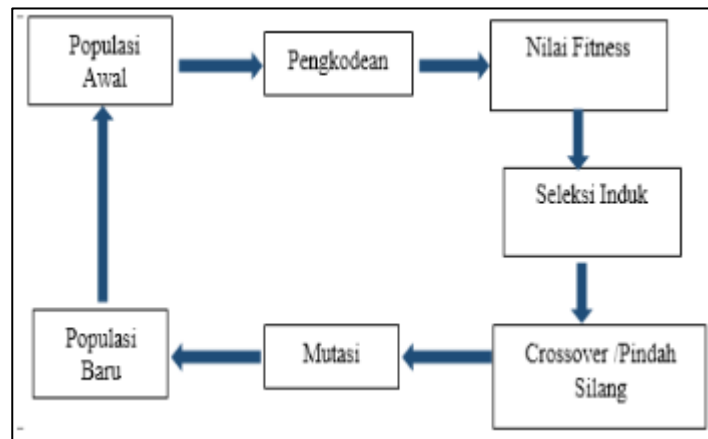 Populasi
Awal
Pengkodean
Nilai Fitness
Seleksi Induk
Crossover /Pindah
Silang
Mutasi
Populasi
Baru